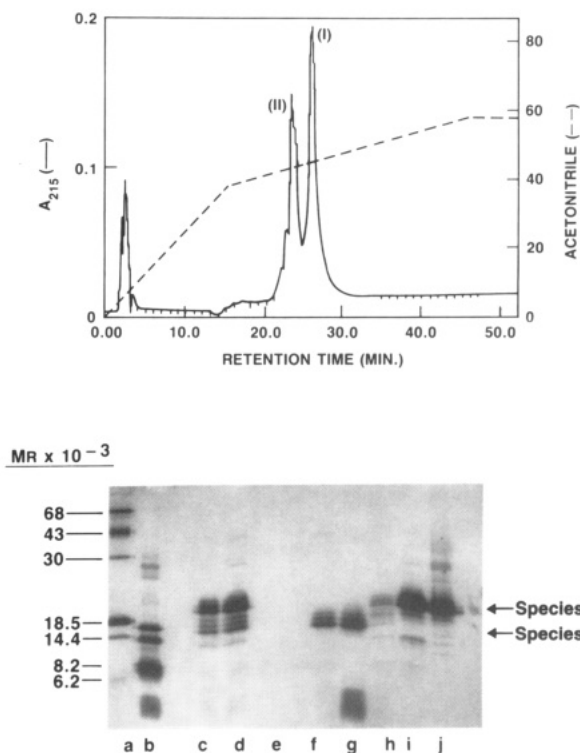 0.2
0.1
0
A215 (—)
(II)
(I)
80
60
40
20
0
ACETONITRILE (– –)
0.00 10.0 20.0 30.0 40.0 50.0
RETENTION TIME (MIN.)
MR x 10 -3
68
43
30
18.5
14.4
8.2
6.2
Species
Species
a b c d e f g h i j